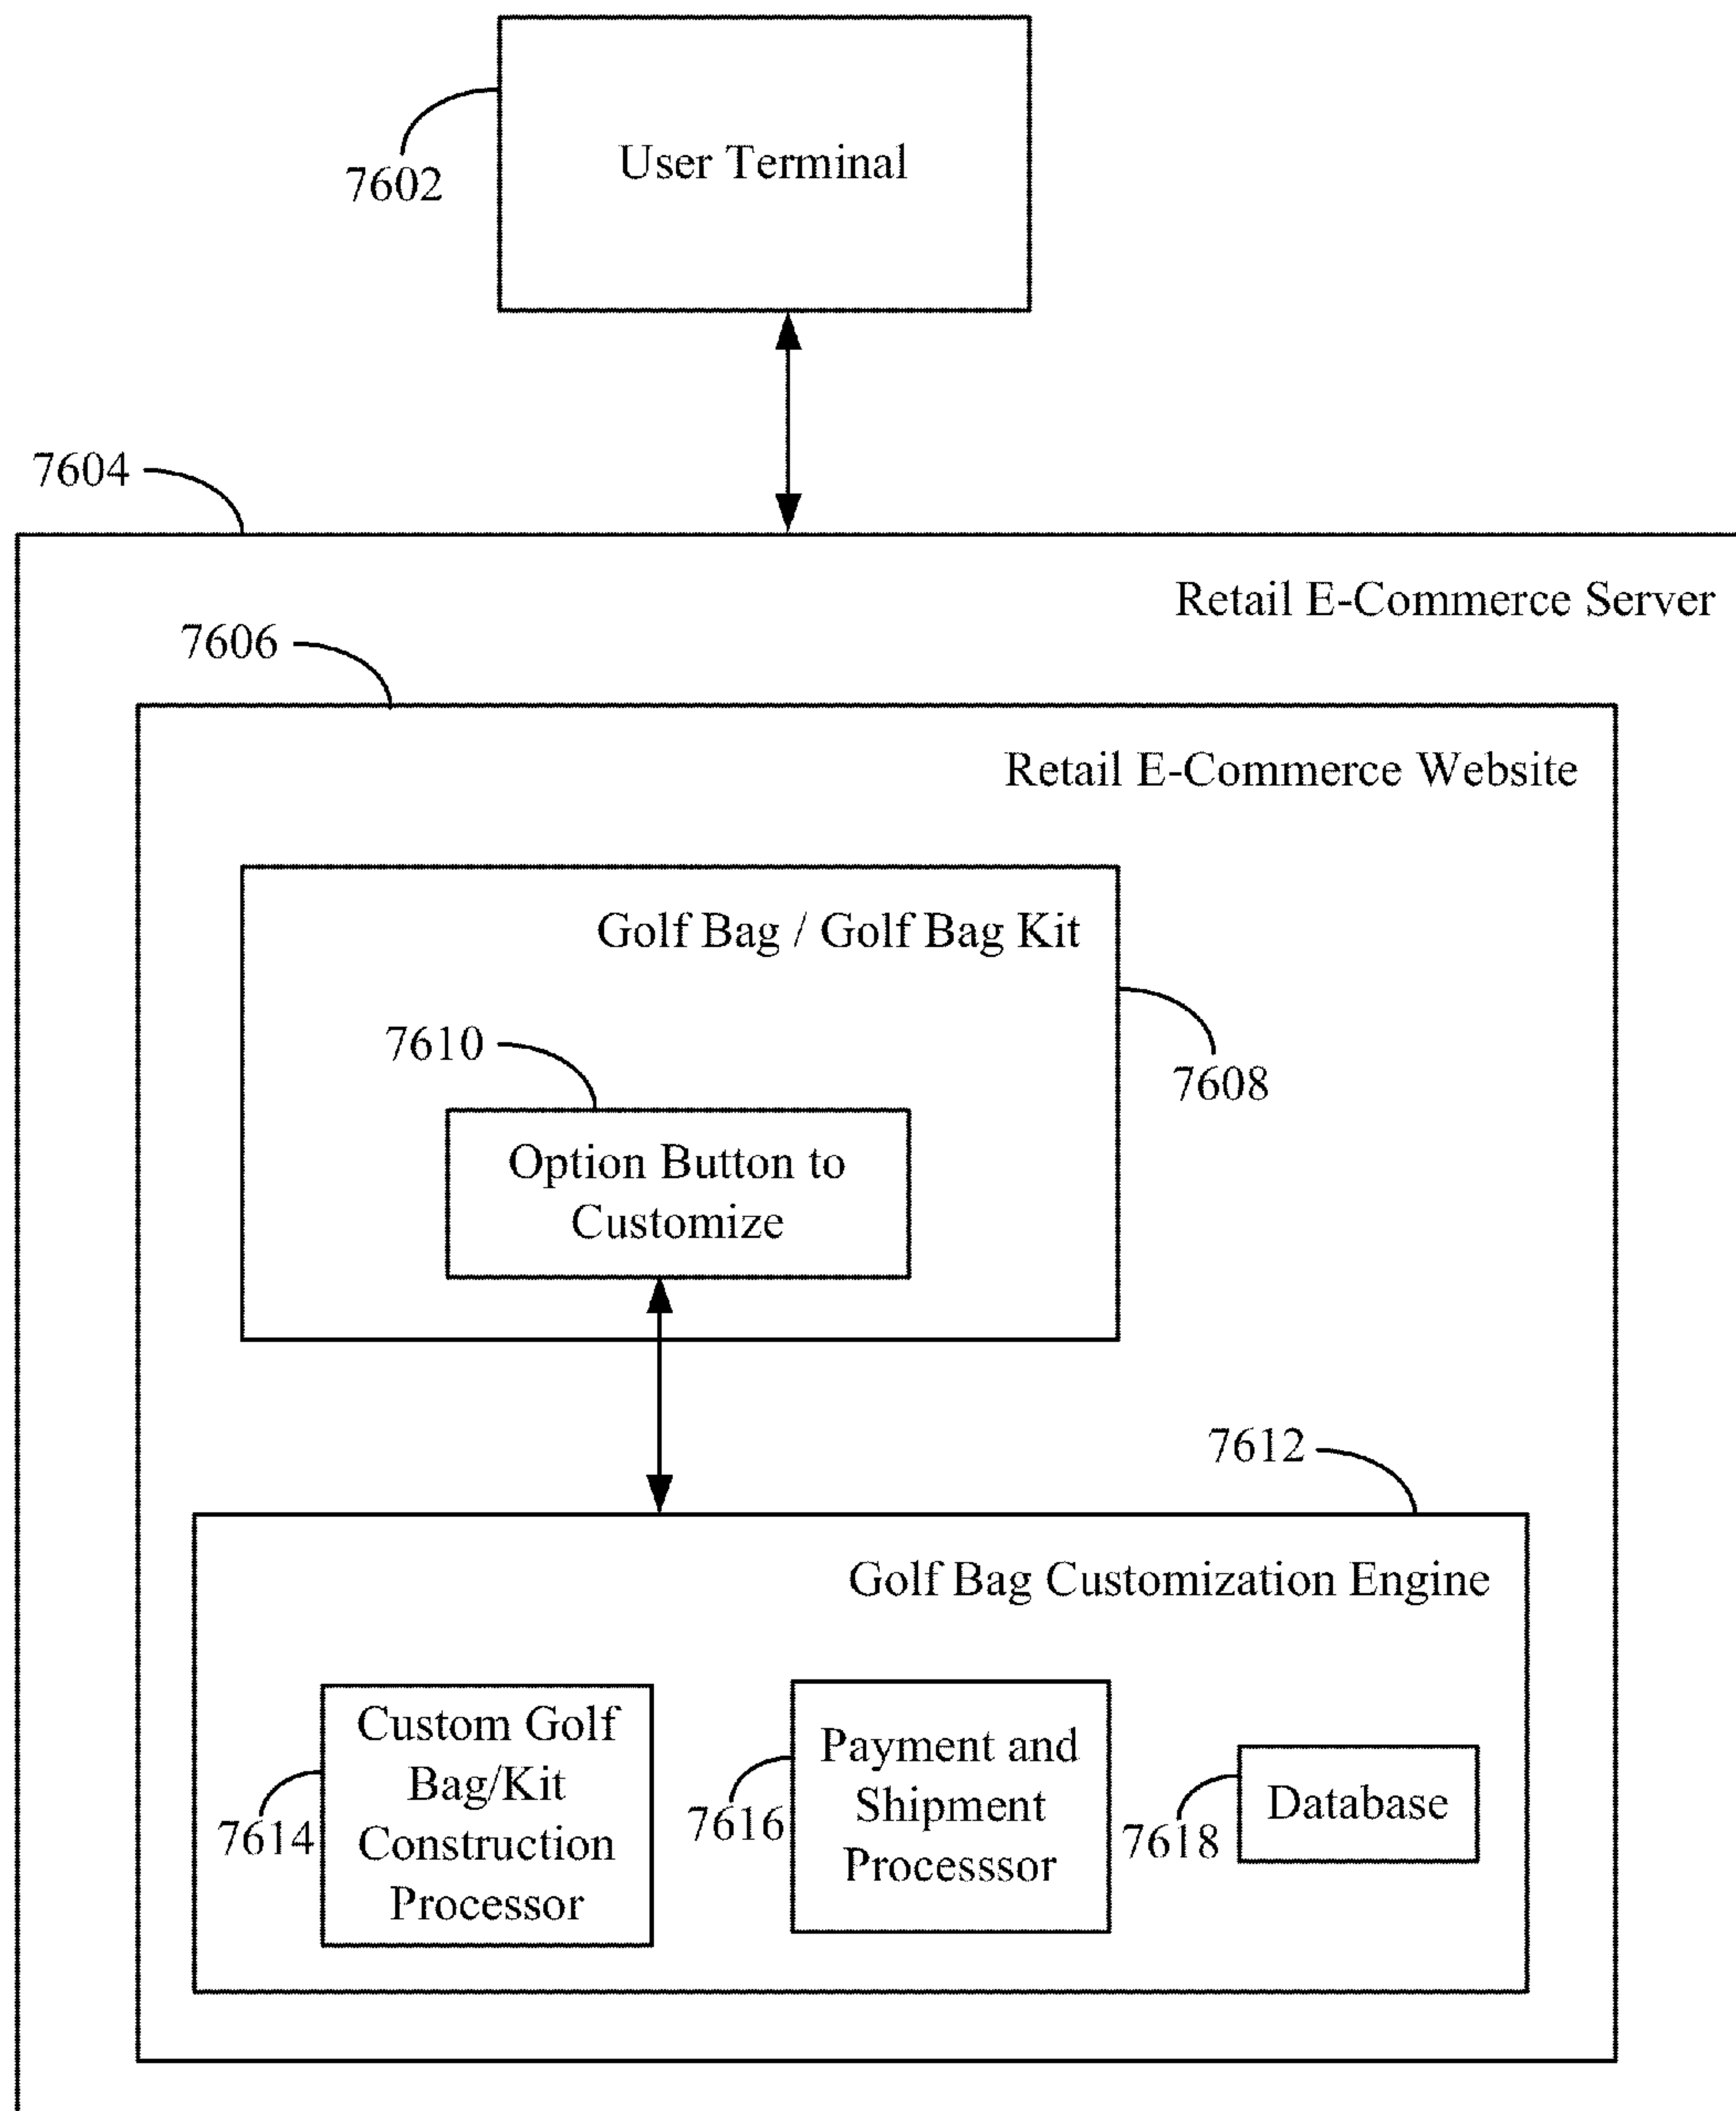 User Terminal
7602
7604
Retail E-Commerce Server
7606
Retail E-Commerce Website
Golf Bag / Golf Bag Kit
7610
7608
Option Button to
Customize
7612
Golf Bag Customization Engine
Custom Golf
Bag/Kit
Construction
Processor
7614
Payment and
Shipment
Processsor
7616
Database
7618